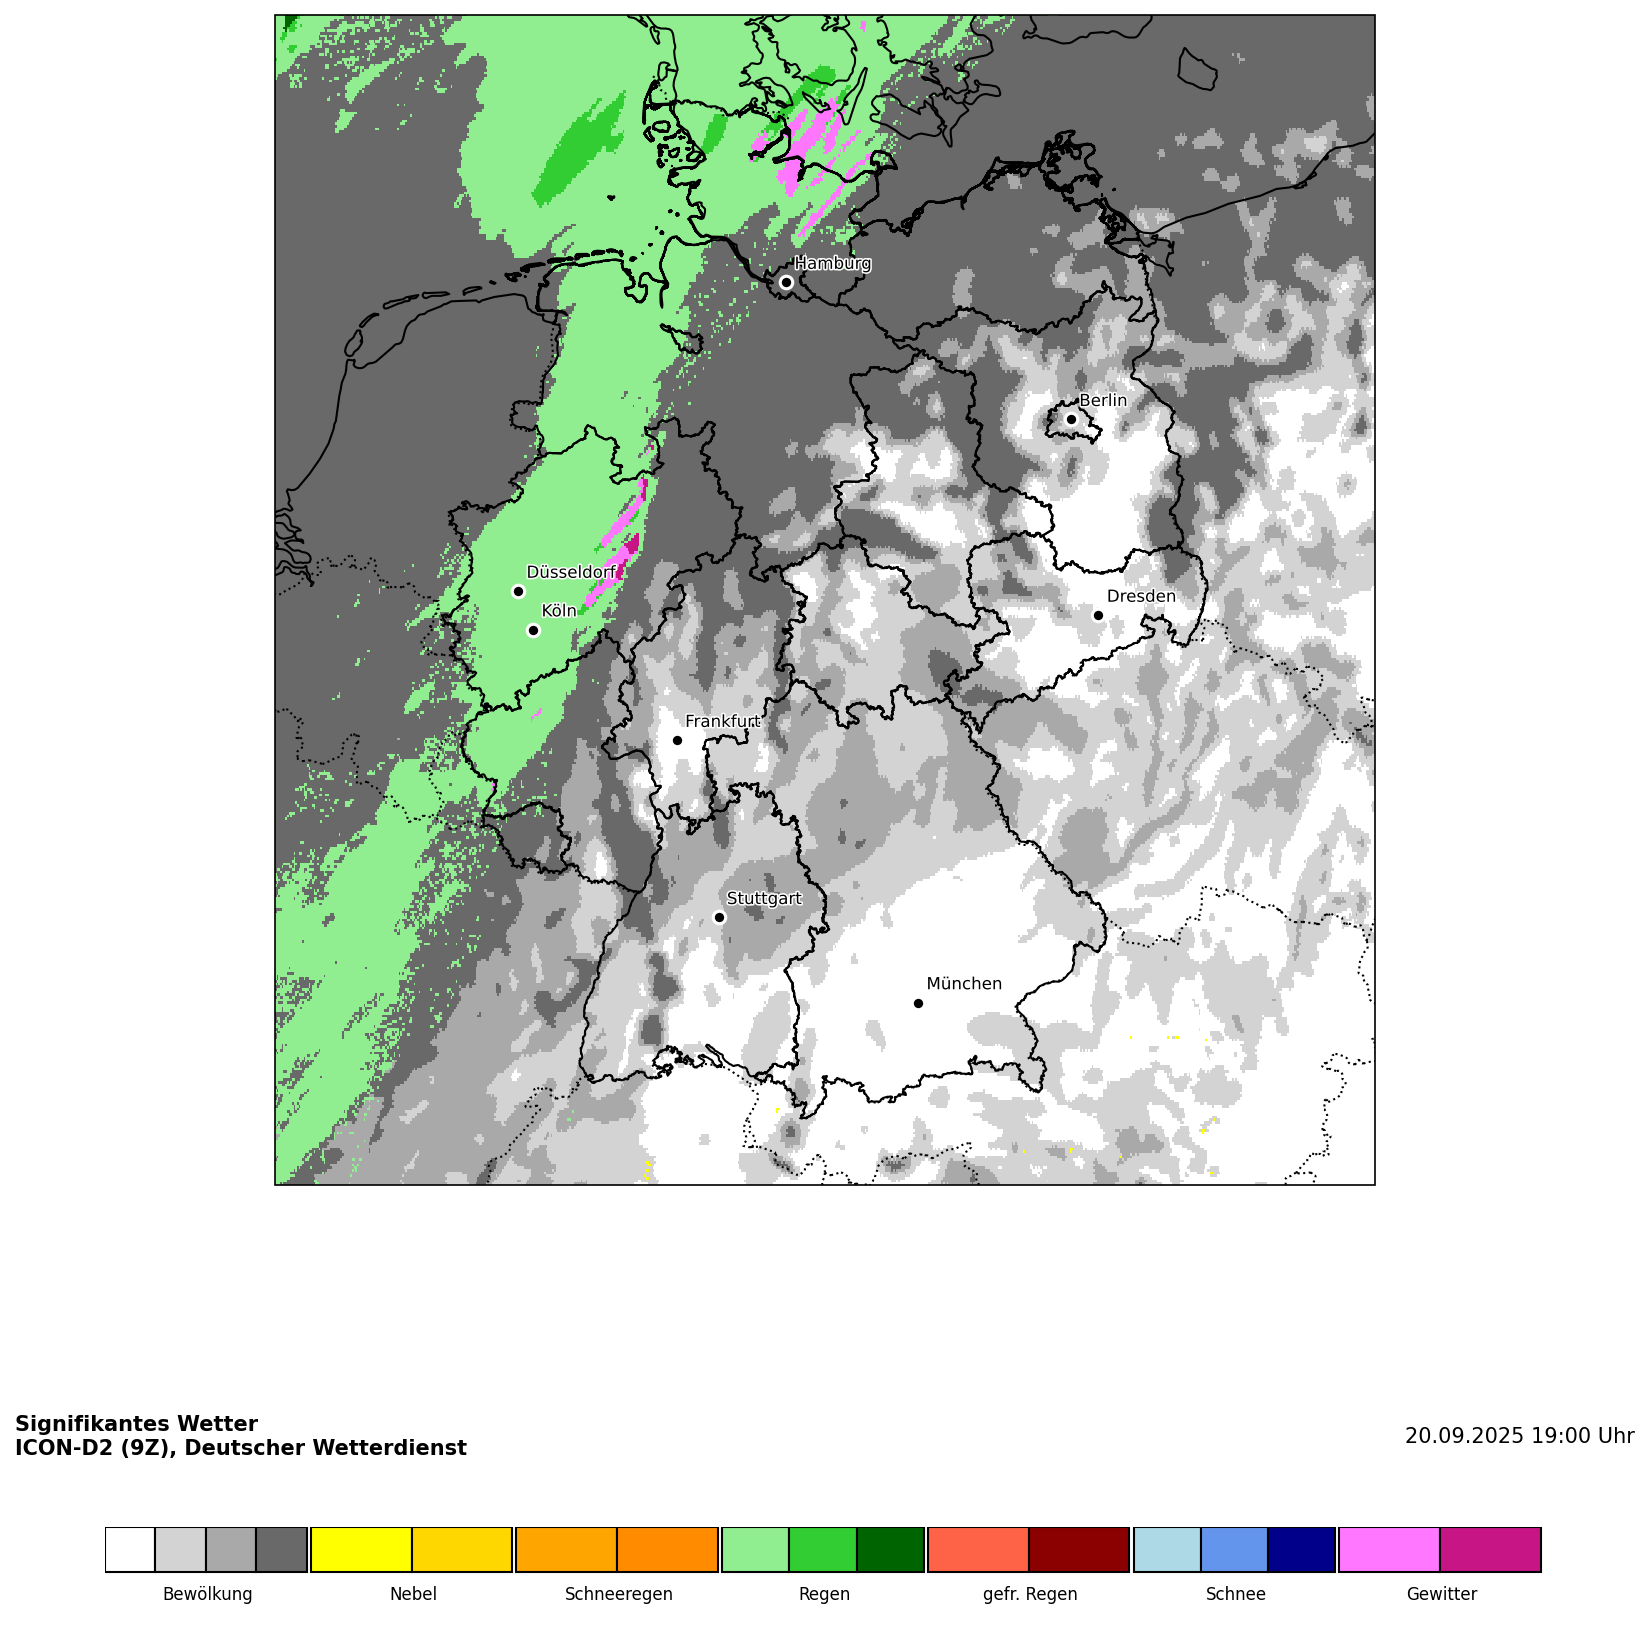 Hamburg
Berlin
Düsseldorf
Köln
Dresden
Frankfurt
Stuttgart
München
Signifikantes Wetter
ICON-D2 (9Z), Deutscher Wetterdienst
20.09.2025 19:00 Uhr
Bewölkung Nebel Schneeregen Regen gefr. Regen Schnee Gewitter